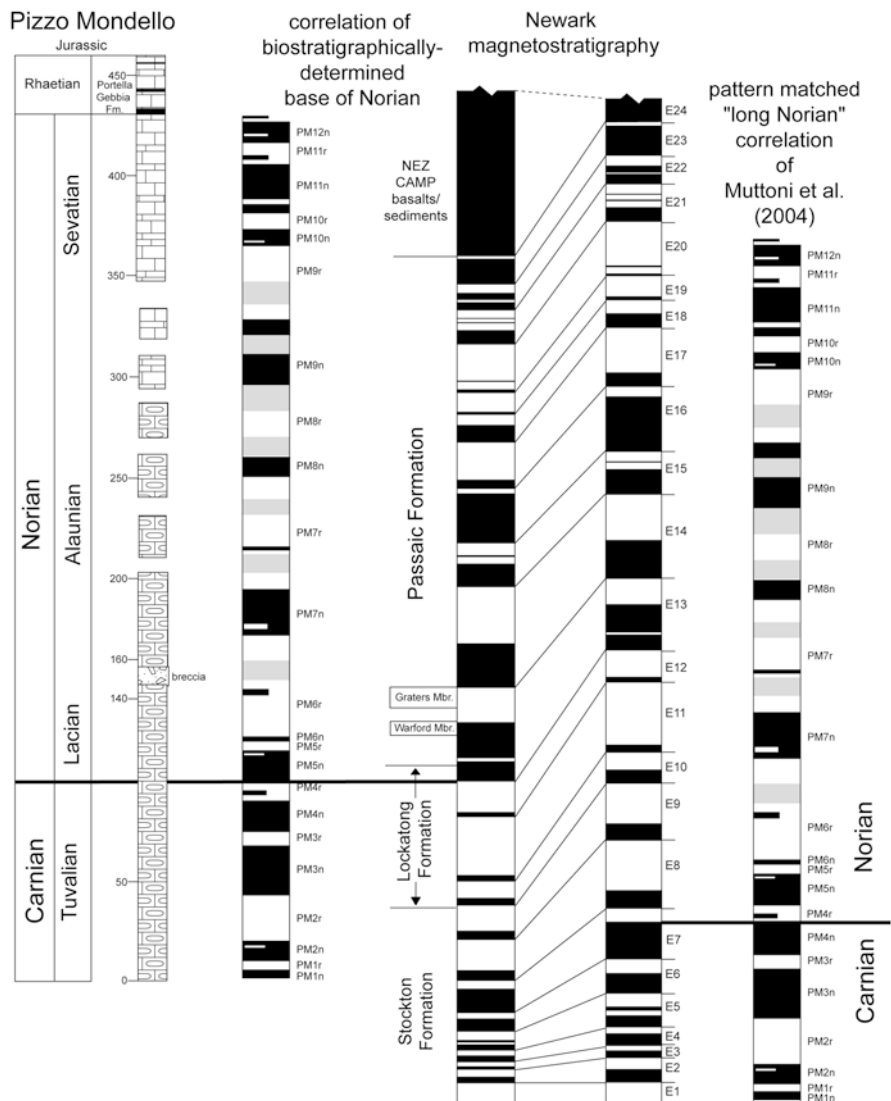 Pizzo Mondello
Jurassic
Rhaetian
Portella
Gebbia
Fm.
Norian
Sevatian
Alaunian
Lacian
Carnian
Tuvalian
450
400
350
300
250
200
160
140
50
0
breccia
correlation of
biostratigraphically-
determined
base of Norian
PM12n
PM11r
PM11n
PM10r
PM10n
PM9r
PM9n
PM8r
PM8n
PM7r
PM7n
PM6r
PM6n
PM5r
PM5n
PM4r
PM4n
PM3r
PM3n
PM2r
PM2n
PM1r
PM1n
Newark
magnetostratigraphy
NEZ
CAMP
basalts/
sediments
Passaic Formation
Graters Mbr.
Warford Mbr.
Lockatong
Formation
Stockton
Formation
E24
E23
E22
E21
E20
E19
E18
E17
E16
E15
E14
E13
E12
E11
E10
E9
E8
E7
E6
E5
E4
E3
E2
E1
pattern matched
"long Norian"
correlation
of
Muttoni et al.
(2004)
PM12n
PM11r
PM11n
PM10r
PM10n
PM9r
PM9n
PM8r
PM8n
PM7r
PM7n
PM6r
PM6n
PM5r
PM5n
PM4r
PM4n
PM3r
PM3n
PM2r
PM2n
PM1r
PM1n
Norian
Carnian